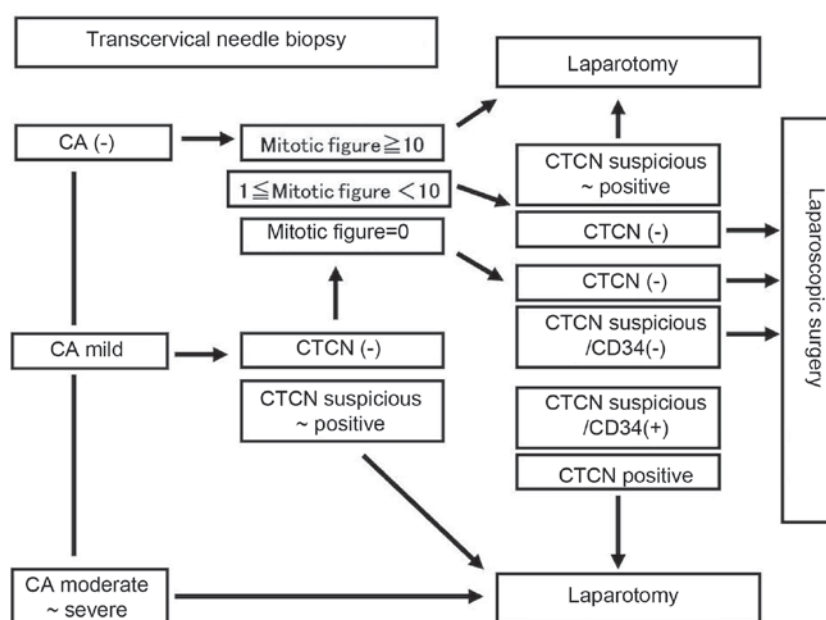 Transcervical needle biopsy
Laparotomy
CA (-)
Mitotic figure≧10
1≦Mitotic figure <10
Mitotic figure=0
CTCN suspicious
~ positive
CTCN (-)
CTCN (-)
CTCN suspicious
/CD34(-)
Laparoscopic surgery
CA mild
CTCN (-)
CTCN suspicious
~ positive
CTCN suspicious
/CD34(+)
CTCN positive
CA moderate
~ severe
Laparotomy